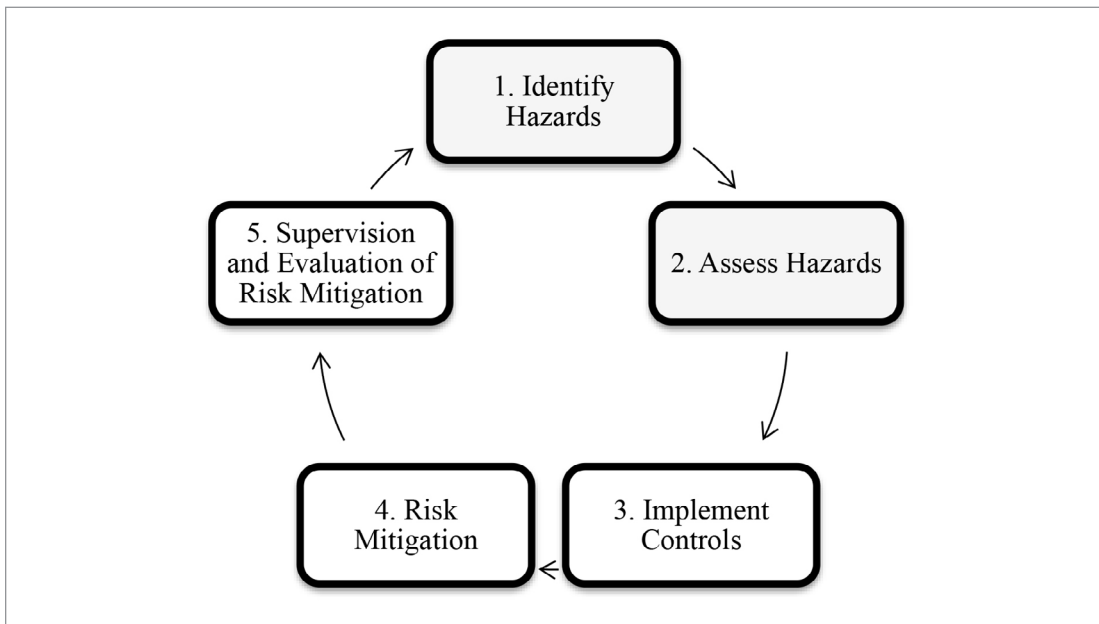 1. Identify
Hazards
2. Assess Hazards
3. Implement
Controls
4. Risk
Mitigation
5. Supervision
and Evaluation of
Risk Mitigation